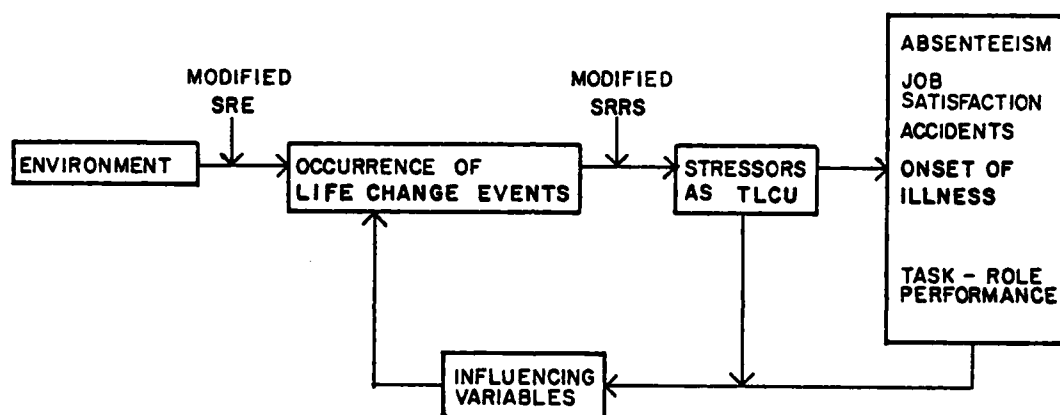 MODIFIED
SRE
MODIFIED
SRRS
ENVIRONMENT
OCCURRENCE OF
LIFE CHANGE EVENTS
STRESSORS
AS TLCU
ABSENTEEISM
JOB
SATISFACTION
ACCIDENTS
ONSET OF
ILLNESS
TASK - ROLE
PERFORMANCE
INFLUENCING
VARIABLES